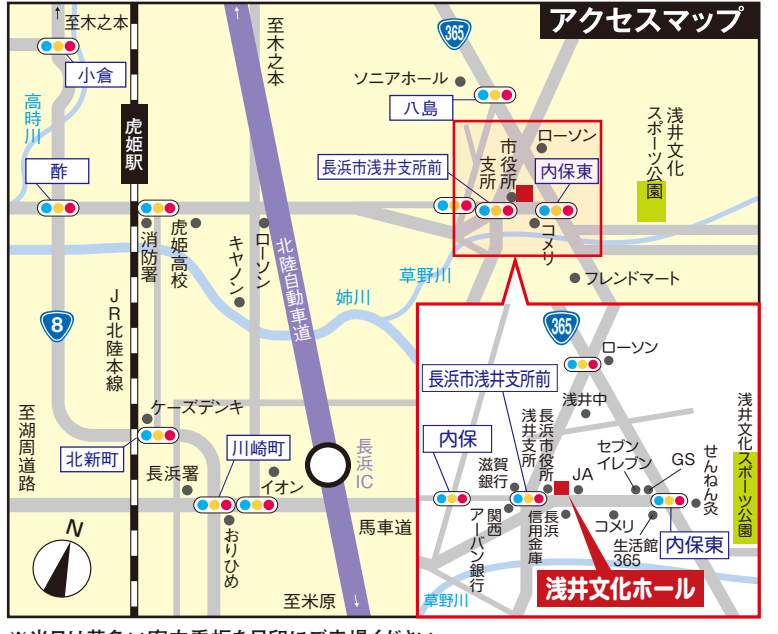 アクセスマップ
至木之本
小倉
高時川
酢
虎姫駅
消防署
虎姫高校
キヤノン
ローソン
至木之本
北陸自動車道
365
ソニアホール
八島
長浜市浅井支所前
市役所
支所
ローソン
内保東
コメリ
浅井文化
スポーツ公園
草野川
姉川
フレンドマート
8
JR北陸本線
至湖周道路
ケーズデンキ
北新町
川崎町
長浜署
イオン
おりひめ
長浜
IC
馬車道
至米原
N
365
ローソン
長浜市浅井支所前
浅井中
内保
滋賀
銀行
長浜市役所
浅井支所
JA
セブン
イレブン
GS
せんねん灸
浅井文化スポーツ公園
関西
アーバン銀行
長浜
信用金庫
コメリ
生活館
365
内保東
浅井文化ホール
草野川